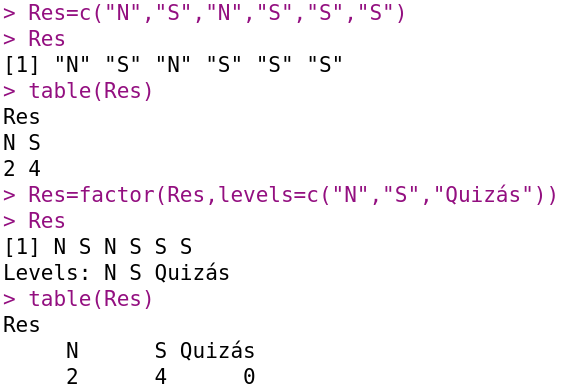 > Res=c("N","S","N","S","S","S")
> Res
[1] "N" "S" "N" "S" "S" "S"
> table(Res)
Res
N S
2 4
> Res=factor(Res,levels=c("N","S","Quizás"))
> Res
[1] N S N S S S
Levels: N S Quizás
> table(Res)
Res
     N      S Quizás
     2      4      0